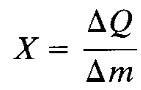 X = ΔQ / Δm